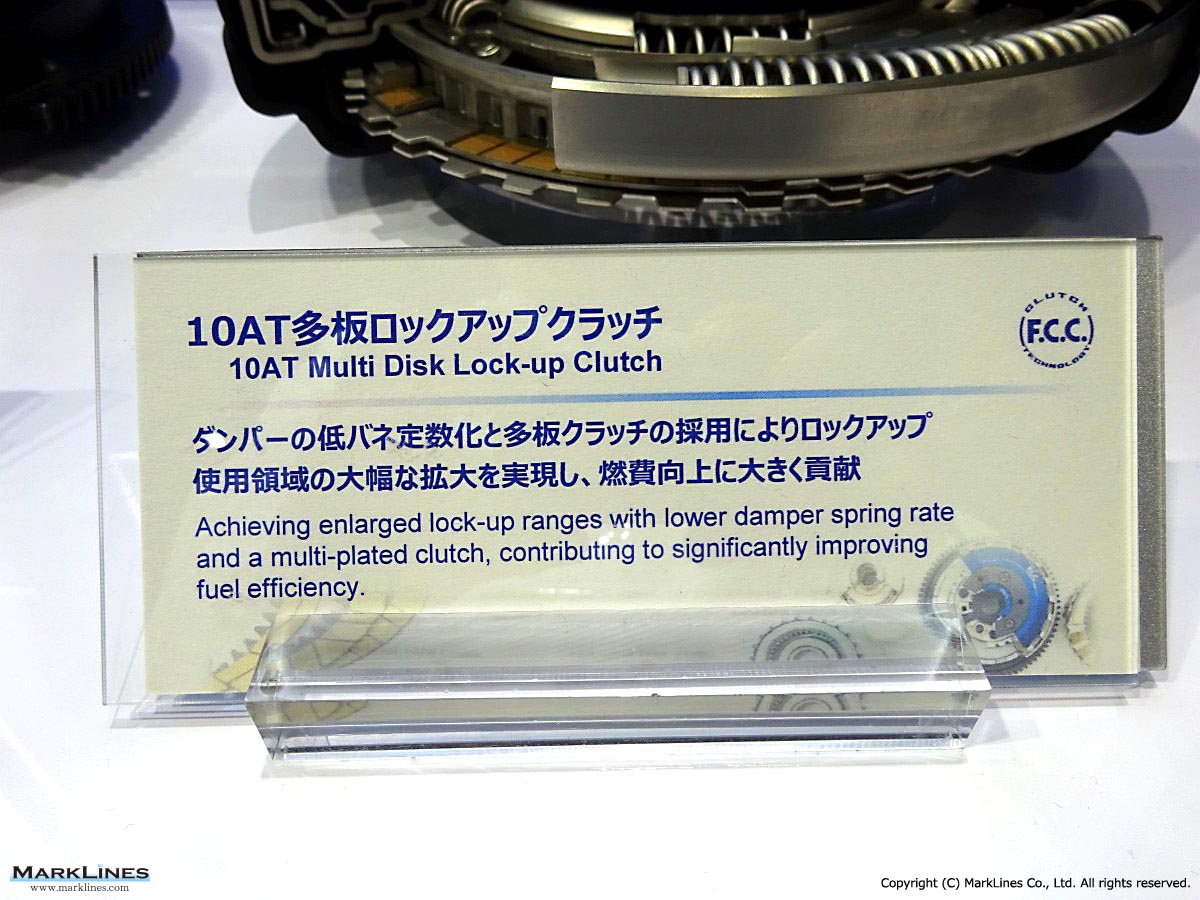 10AT多板ロックアップクラッチ
10AT Multi Disk Lock-up Clutch
CLUTCH
F.C.C.
TECHNOLOGY
ダンパーの低バネ定数化と多板クラッチの採用によりロックアップ
使用領域の大幅な拡大を実現し、燃費向上に大きく貢献
Achieving enlarged lock-up ranges with lower damper spring rate
and a multi-plated clutch, contributing to significantly improving
fuel efficiency.
MARKLINES
www.marklines.com
Copyright (C) MarkLines Co., Ltd. All rights reserved.